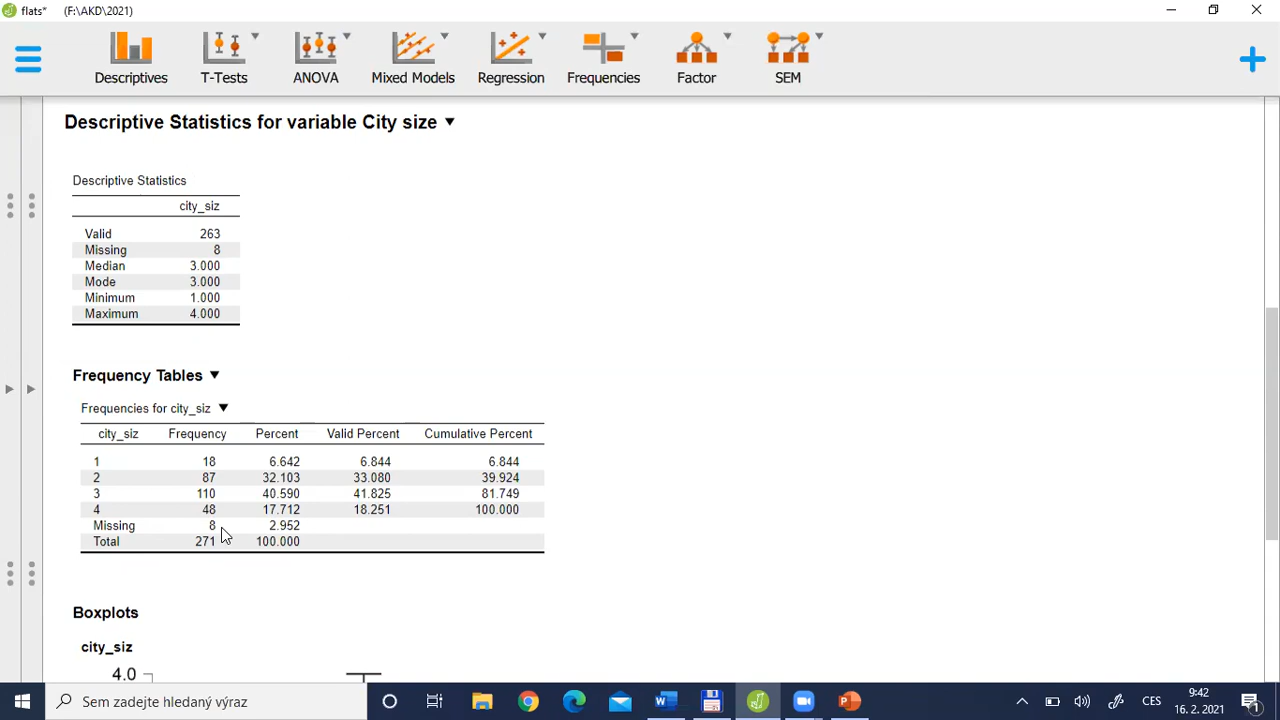 flats* (F:\AKD\2021)
Descriptives T-Tests ANOVA Mixed Models Regression Frequencies Factor SEM
Descriptive Statistics for variable City size
Descriptive Statistics
city_siz
Valid 263
Missing 8
Median 3.000
Mode 3.000
Minimum 1.000
Maximum 4.000
Frequency Tables
Frequencies for city_siz
city_siz Frequency Percent Valid Percent Cumulative Percent
1 18 6.642 6.844 6.844
2 87 32.103 33.080 39.924
3 110 40.590 41.825 81.749
4 48 17.712 18.251 100.000
Missing 8 2.952
Total 271 100.000
Boxplots
city_siz
4.0
Sem zadejte hledaný výraz
CES
9:42
16. 2. 2021
1